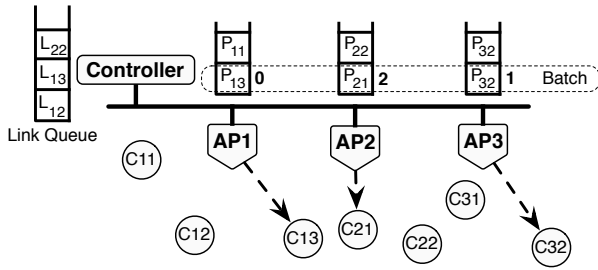 L22
L13
L12
Link Queue
Controller
P11
P13 0
P22
P21 2
P32
P32 1
Batch
AP1
AP2
AP3
C11
C12
C13
C21
C22
C31
C32